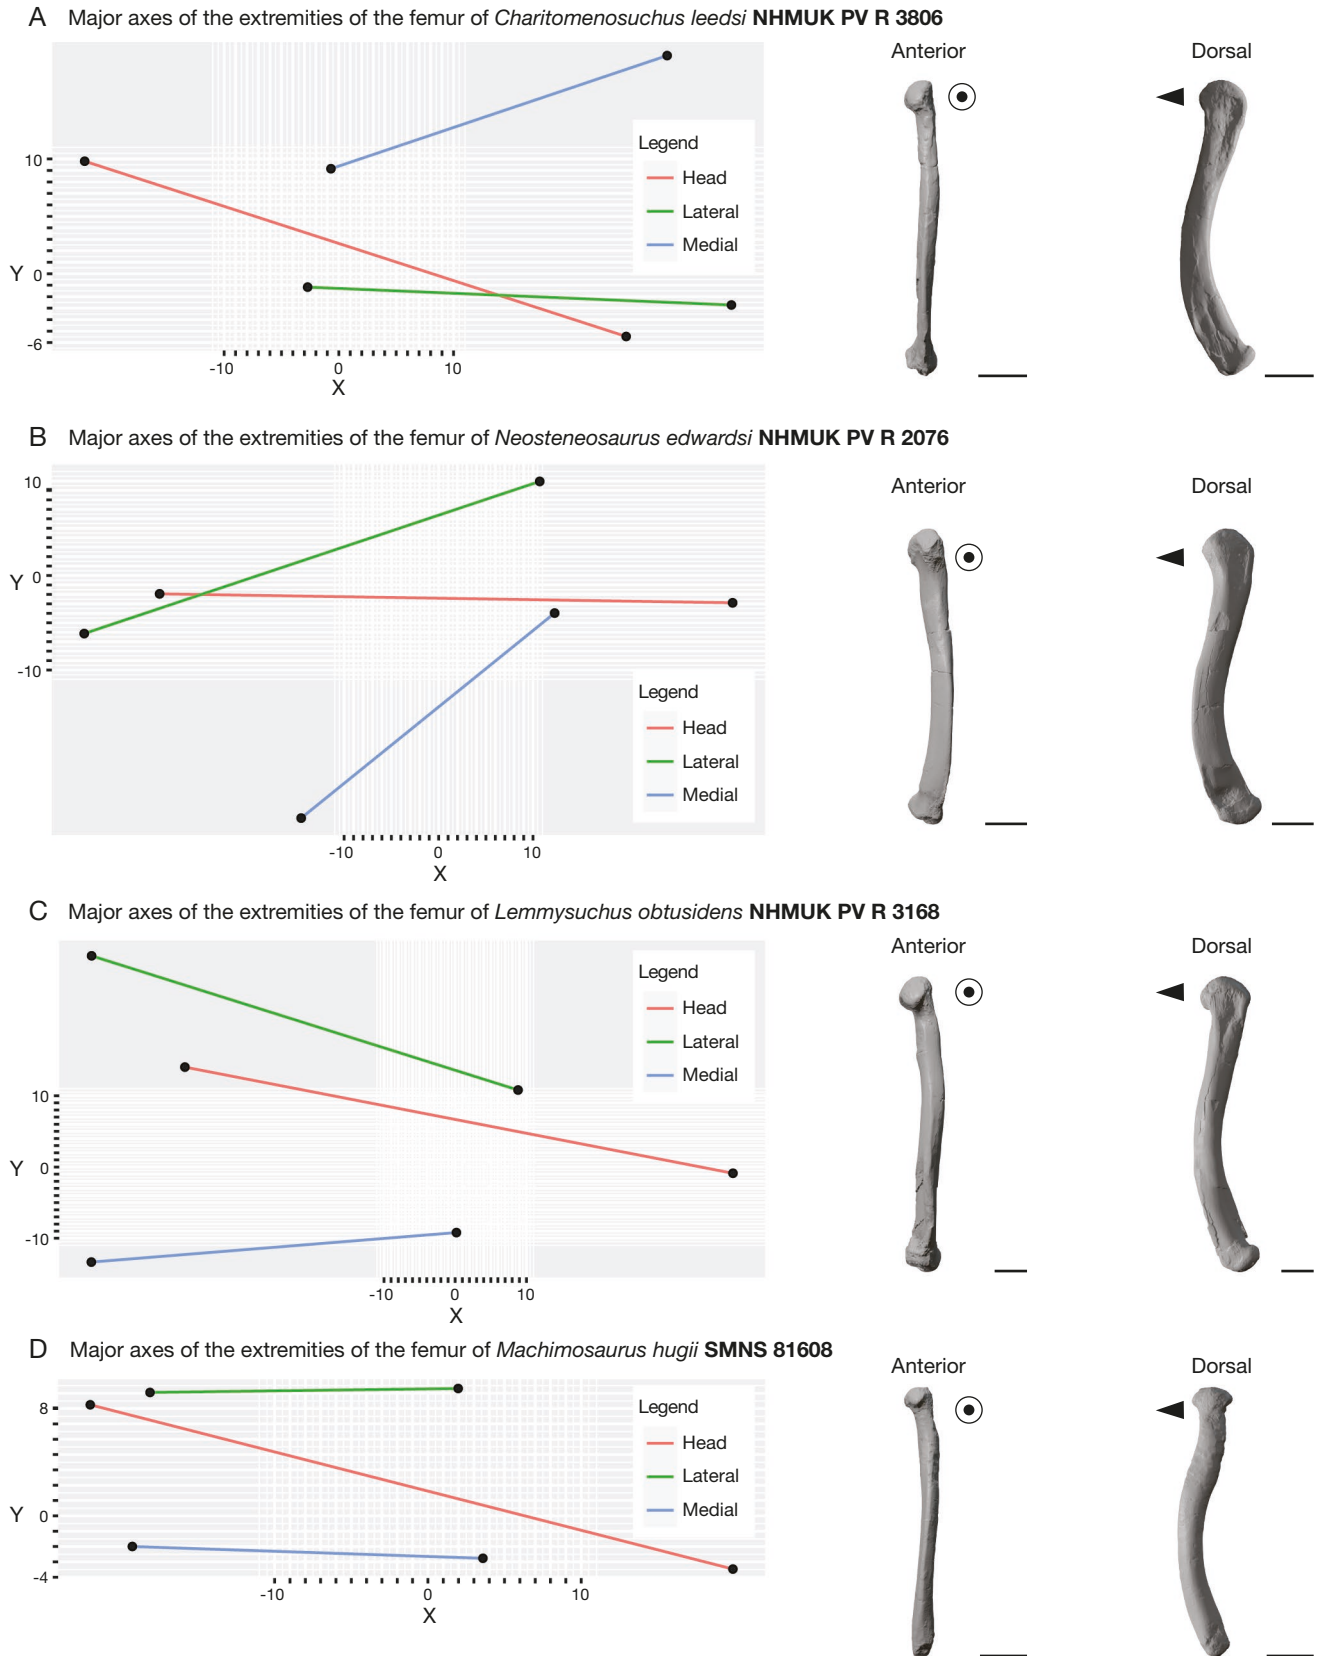 A Major axes of the extremities of the femur of Charitomenosuchus leedsi NHMUK PV R 3806
Anterior
Dorsal
Legend
Head
Lateral
Medial
10
Y 0
-6
-10 0 10
X
B Major axes of the extremities of the femur of Neosteneosaurus edwardsi NHMUK PV R 2076
Anterior
Dorsal
10
Y 0
-10
Legend
Head
Lateral
Medial
-10 0 10
X
C Major axes of the extremities of the femur of Lemmysuchus obtusidens NHMUK PV R 3168
Anterior
Dorsal
Legend
Head
Lateral
Medial
10
Y 0
-10
-10 0 10
X
D Major axes of the extremities of the femur of Machimosaurus hugii SMNS 81608
Anterior
Dorsal
Legend
Head
Lateral
Medial
8
Y 0
-4
-10 0 10
X